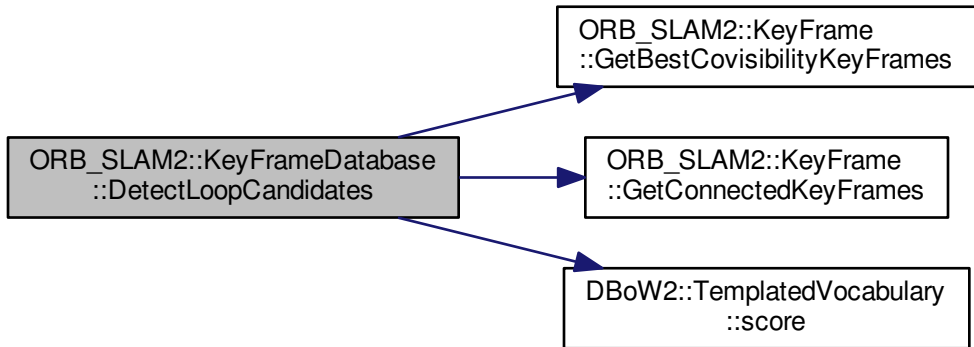 ORB_SLAM2::KeyFrame
::GetBestCovisibilityKeyFrames
ORB_SLAM2::KeyFrameDatabase
::DetectLoopCandidates
ORB_SLAM2::KeyFrame
::GetConnectedKeyFrames
DBoW2::TemplatedVocabulary
::score